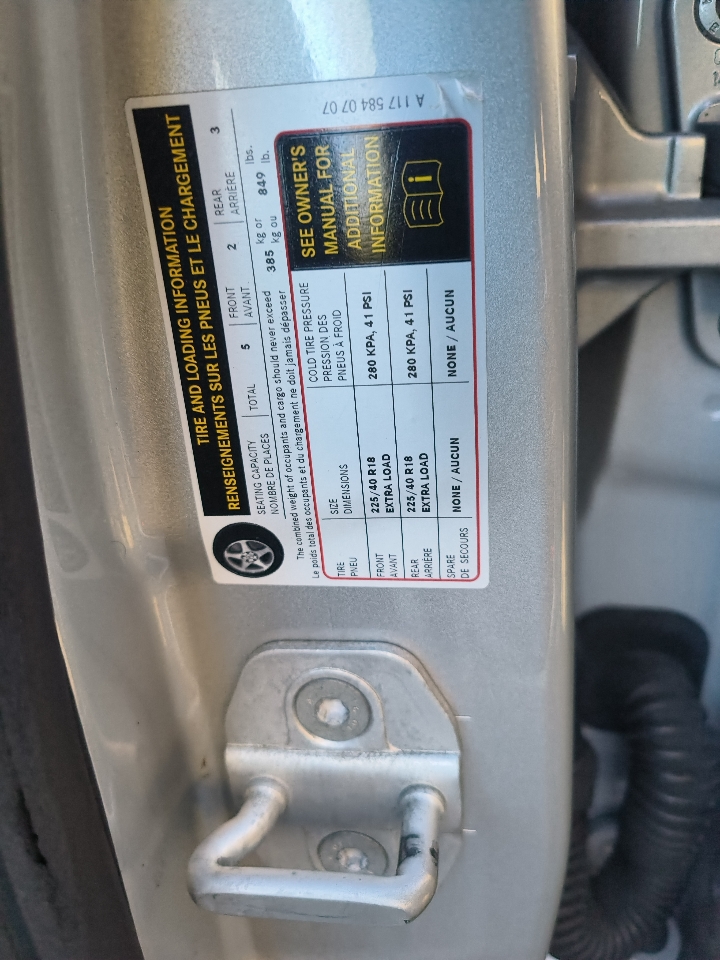 TIRE AND LOADING INFORMATION
RENSEIGNEMENTS SUR LES PNEUS ET LE CHARGEMENT
SEATING CAPACITY | TOTAL 5 | FRONT 2 | REAR 3
NOMBRE DE PLACES | AVANT | ARRIÈRE
The combined weight of occupants and cargo should never exceed 385 kg or 849 lbs.
Le poids total des occupants et du chargement ne doit jamais dépasser kg ou lb.
TIRE SIZE COLD TIRE PRESSURE
PNEU DIMENSIONS PRESSION DES
PNEUS À FROID
FRONT 225/40 R18 280 KPA, 41 PSI
AVANT EXTRA LOAD
REAR 225/40 R18 280 KPA, 41 PSI
ARRIÈRE EXTRA LOAD
SPARE NONE / AUCUN NONE / AUCUN
DE SECOURS
SEE OWNER'S
MANUAL FOR
ADDITIONAL
INFORMATION
i
A 117 584 07 07